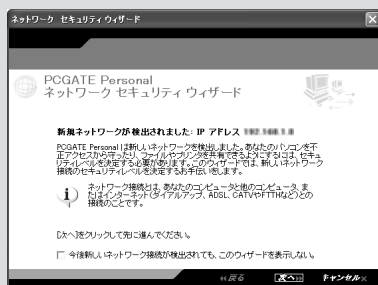 ネットワーク セキュリティ ウィザード
PCGATE Personal
ネットワーク セキュリティ ウィザード
新規ネットワークが検出されました: IP アドレス
PCGATE Personal は新しいネットワークを検出しました。あなたのパソコンを不
正アクセスから守ったり、ファイルやプリンタを共有できるようにするには、セキュ
リティレベルを決定する必要があります。このウィザードでは、新しいネットワーク
接続のセキュリティレベルを決定するお手伝いをします。
ネットワーク接続とは、あなたのコンピュータと他のコンピュータ、ま
たはインターネット(ダイアルアップ、ADSL、CATVやFTTHなど)との
接続のことです。
[次へ]をクリックして先に進んでください。
今後新しいネットワーク接続が検出されても、このウィザードを表示しない。
戻る
次へ
キャンセル